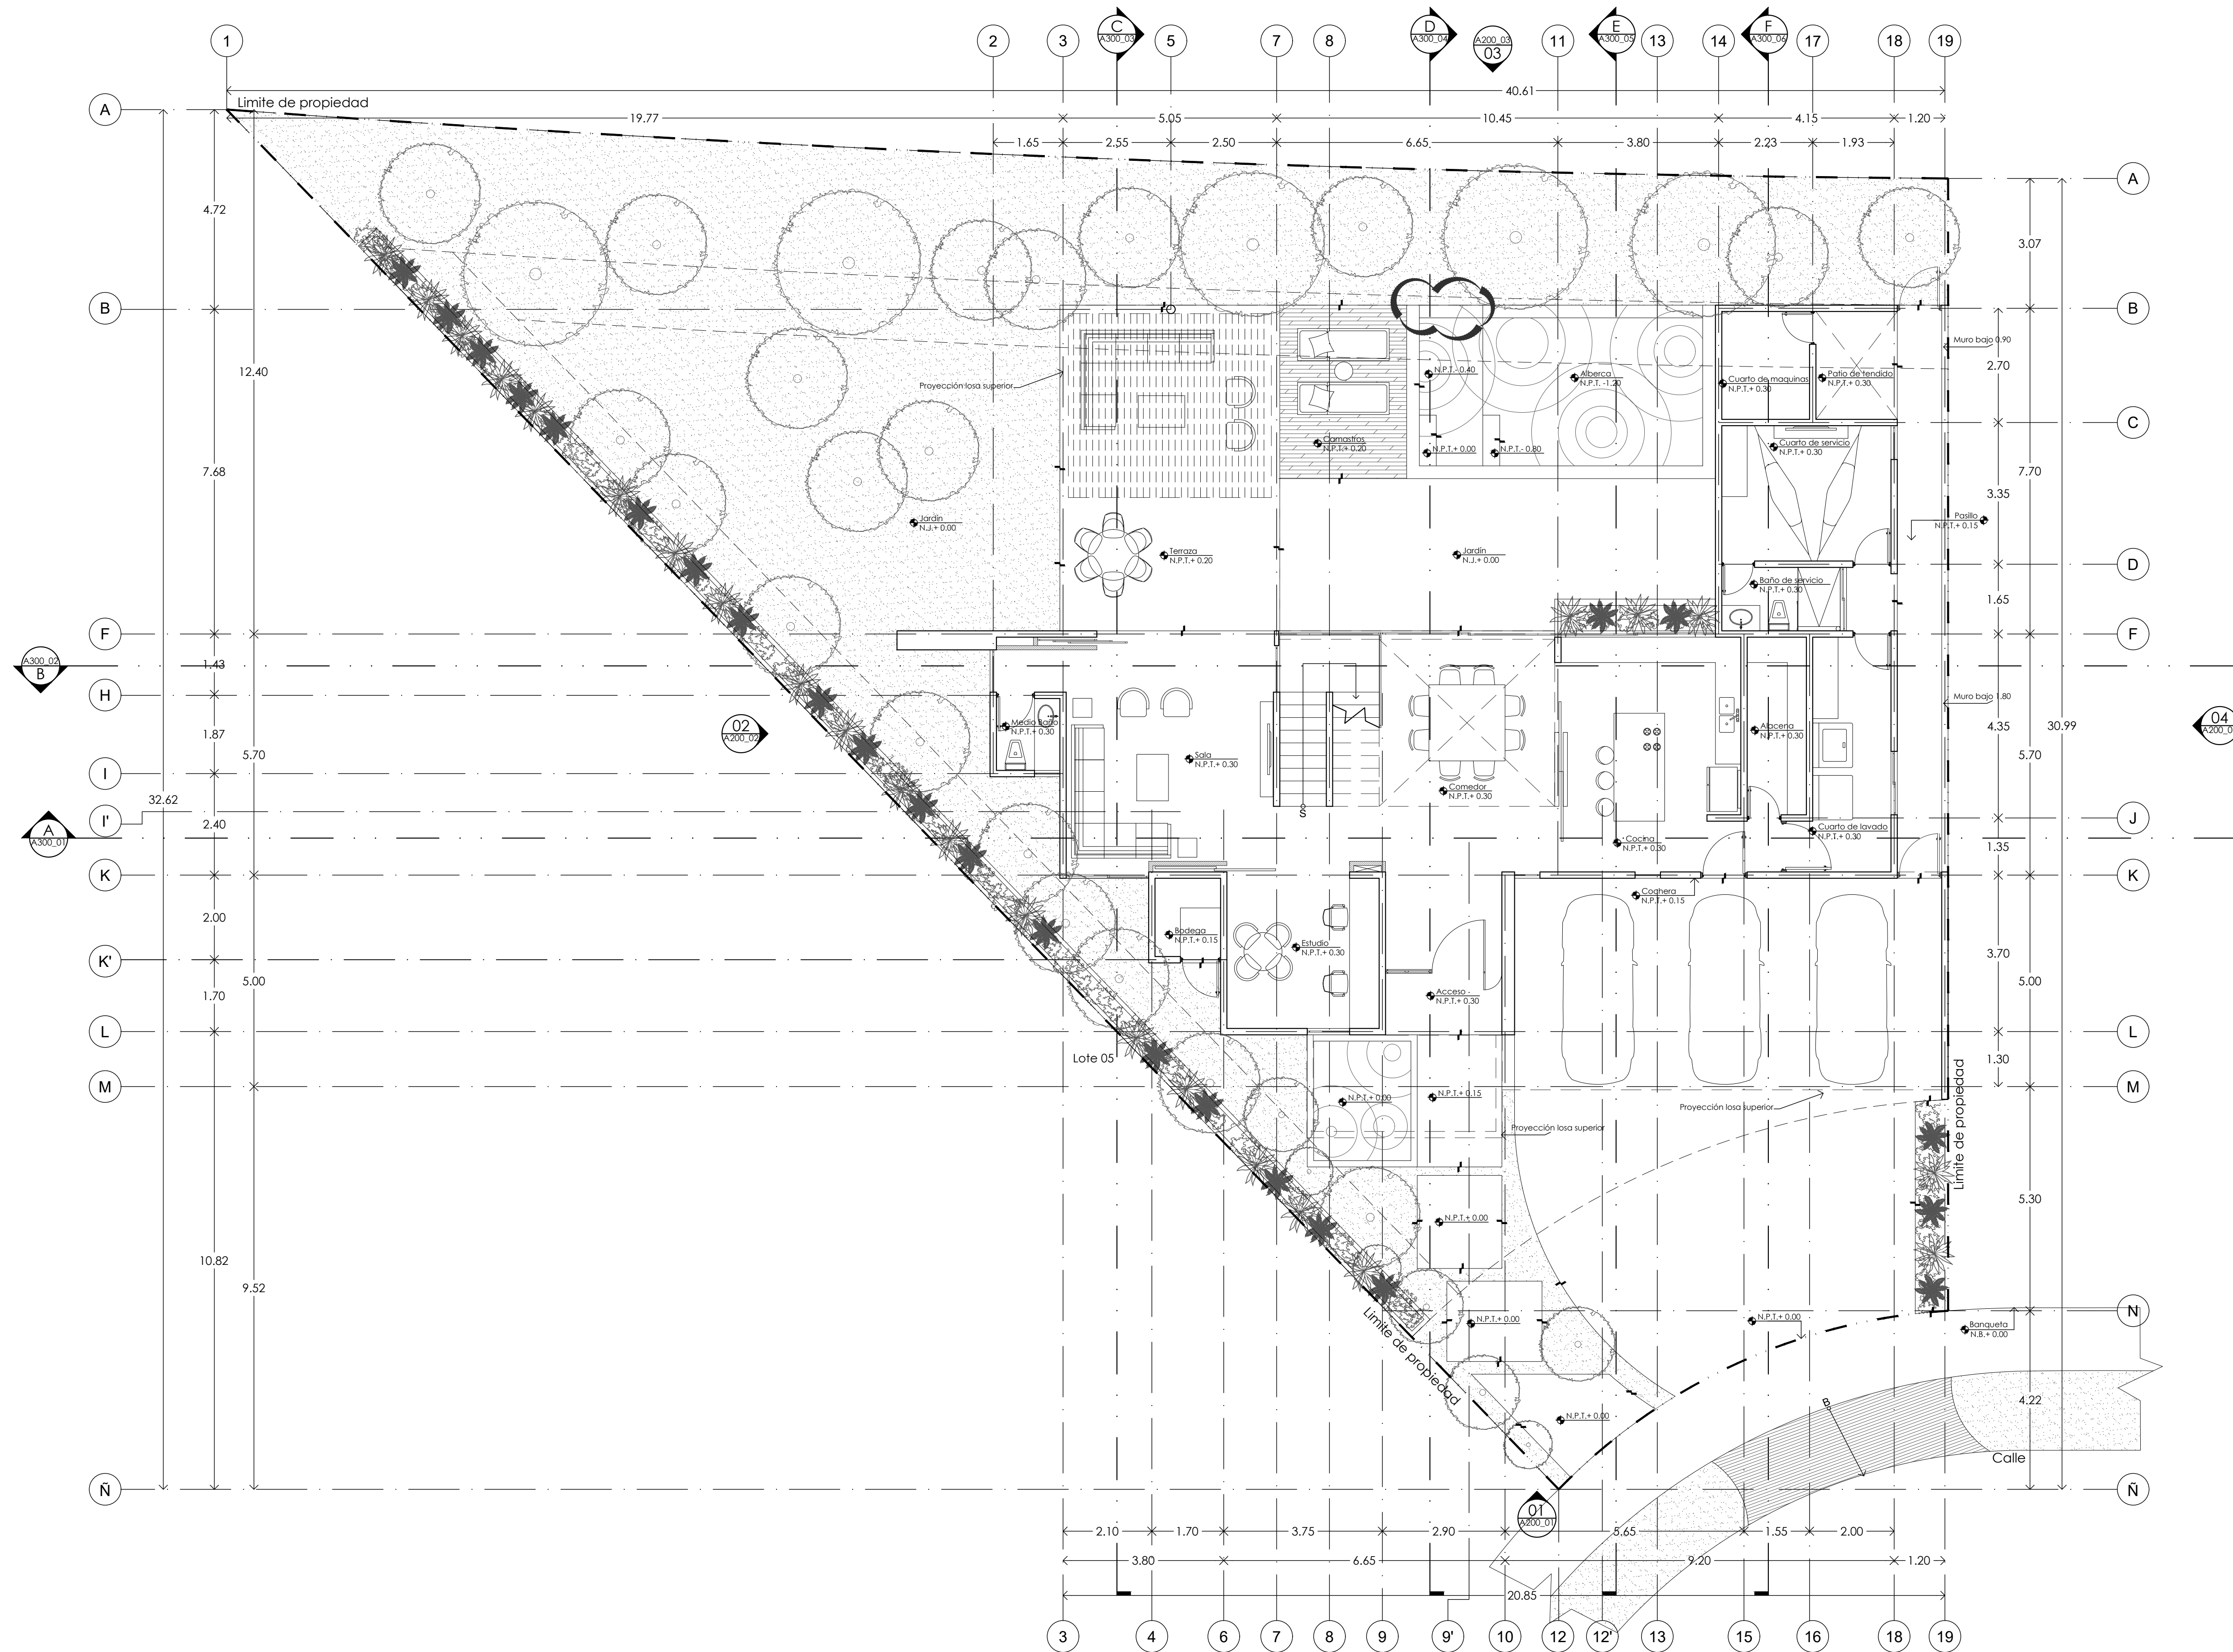 1
2
3
C
A300_03
5
7
8
D
A300_04
A200_03
03
11
E
A300_05
13
14
F
A300_06
17
18
19
40.61
A
Limite de propiedad
19.77
5.05
10.45
4.15
1.20
1.65
2.55
2.50
6.65
3.80
2.23
1.93
A
4.72
3.07
B
B
Muro bajo 0.90
2.70
12.40
Proyección losa superior
N.P.T.- 0.40
Alberca
N.P.T. -1.20
Cuarto de maquinas
N.P.T.+ 0.30
Patio de tendido
N.P.T.+ 0.30
C
Camastros
N.P.T.+ 0.20
N.P.T.+ 0.00
N.P.T.- 0.80
Cuarto de servicio
N.P.T.+ 0.30
7.68
7.70
3.35
Jardín
N.J.+ 0.00
Pasillo
N.P.T.+ 0.15
Terraza
N.P.T.+ 0.20
Jardín
N.J.+ 0.00
D
Baño de servicio
N.P.T.+ 0.30
1.65
F
F
A300_02
B
1.43
H
Muro bajo 1.80
1.87
Medio Baño
N.P.T.+ 0.30
02
A200_02
Alacena
N.P.T.+ 0.30
4.35
30.99
04
5.70
Sala
N.P.T.+ 0.30
5.70
I
Comedor
N.P.T.+ 0.30
32.62
S
I'
2.40
J
A
A300_01
Cuarto de lavado
N.P.T.+ 0.30
Cocina
N.P.T.+ 0.30
1.35
K
K
Cochera
N.P.T.+ 0.15
2.00
Bodega
N.P.T.+ 0.15
Estudio
N.P.T.+ 0.30
3.70
K'
5.00
5.00
1.70
Acceso
N.P.T.+ 0.30
L
L
Lote 05
1.30
M
M
N.P.T.+ 0.00
N.P.T.+ 0.15
Proyección losa superior
Proyección losa superior
Limite de propiedad
5.30
N.P.T.+ 0.00
10.82
9.52
Limite de propiedad
N.P.T.+ 0.00
N.P.T.+ 0.00
Banqueta
N.B.+ 0.00
N
N.P.T.+ 0.00
B
4.22
Calle
Ñ
Ñ
01
A200_01
2.10
1.70
3.75
2.90
5.65
1.55
2.00
3.80
6.65
9.20
1.20
20.85
3
4
6
7
8
9
9'
10
12
12'
13
15
16
18
19